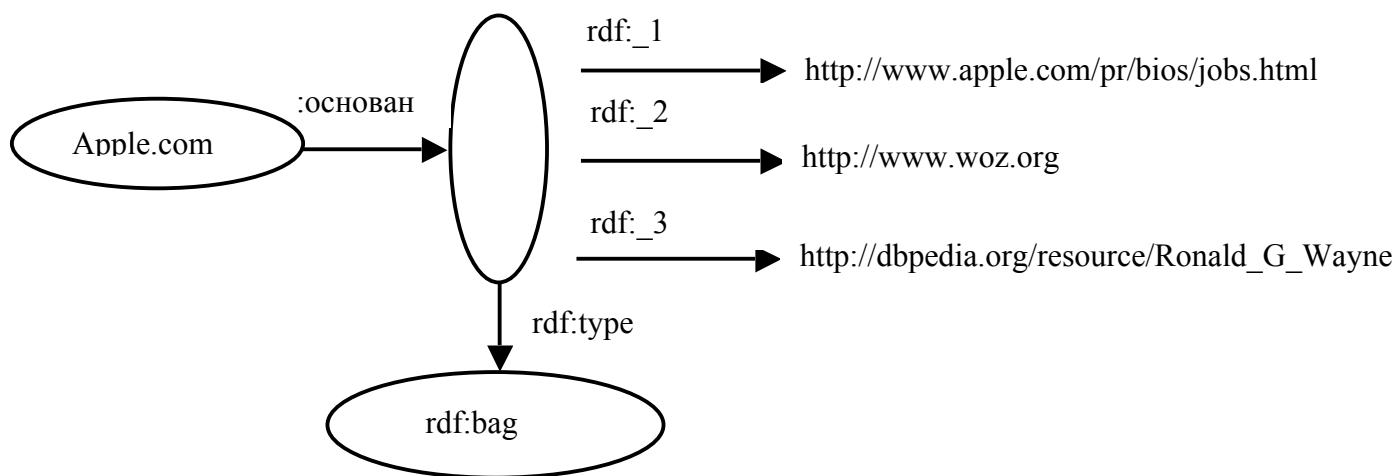 rdf:_1
http://www.apple.com/pr/bios/jobs.html
:основан
rdf:_2
Apple.com
http://www.woz.org
rdf:_3
http://dbpedia.org/resource/Ronald_G_Wayne
rdf:type
rdf:bag